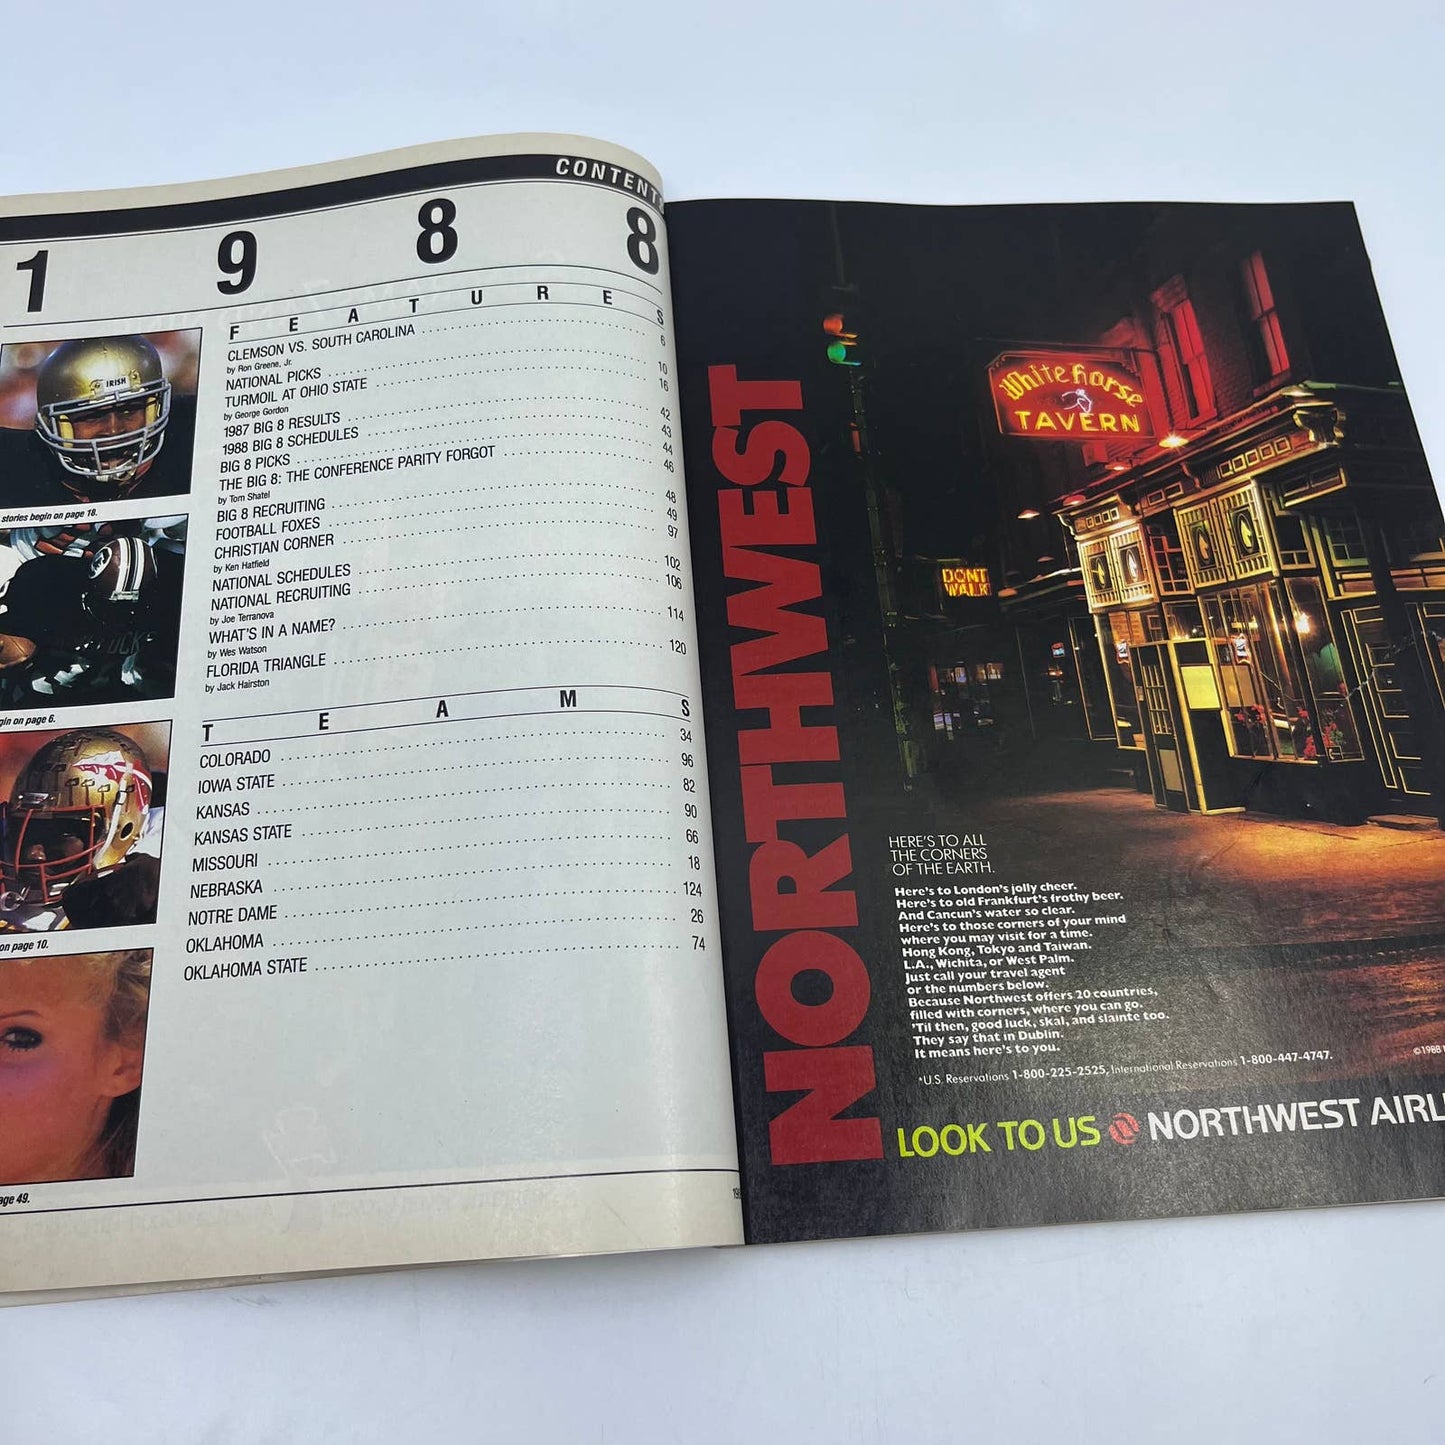 CONTENTS
1 9 8 8
FEATURES
CLEMSON VS. SOUTH CAROLINA 6
by Ron Greene, Jr.
NATIONAL PICKS 10
TURMOIL AT OHIO STATE 16
by George Gordon
1987 BIG 8 RESULTS 42
1988 BIG 8 SCHEDULES 43
BIG 8 PICKS 44
THE BIG 8: THE CONFERENCE PARITY FORGOT 46
by Tom Shatel
BIG 8 RECRUITING 48
FOOTBALL FOXES 49
CHRISTIAN CORNER 97
by Ken Hatfield
NATIONAL SCHEDULES 102
NATIONAL RECRUITING 106
by Joe Terranova
WHAT'S IN A NAME? 114
by Wes Watson
FLORIDA TRIANGLE 120
by Jack Hairston
TEAMS
COLORADO 34
IOWA STATE 96
KANSAS 82
KANSAS STATE 90
MISSOURI 66
NEBRASKA 18
NOTRE DAME 124
OKLAHOMA 26
OKLAHOMA STATE 74
IRISH
stories begin on page 18.
gin on page 6.
on page 10.
age 49.
NORTHWEST
White horse
TAVERN
DONT
WALK
HERE'S TO ALL
THE CORNERS
OF THE EARTH.
Here's to London's jolly cheer.
Here's to old Frankfurt's frothy beer.
And Cancun's water so clear.
Here's to those corners of your mind
where you may visit for a time.
Hong Kong, Tokyo and Taiwan.
L.A., Wichita, or West Palm.
Just call your travel agent
or the numbers below.
Because Northwest offers 20 countries,
filled with corners, where you can go.
'Til then, good luck, skal, and slainte too.
They say that in Dublin.
It means here's to you.
*U.S. Reservations 1-800-225-2525, International Reservations 1-800-447-4747.
©1988
LOOK TO US NORTHWEST AIRL